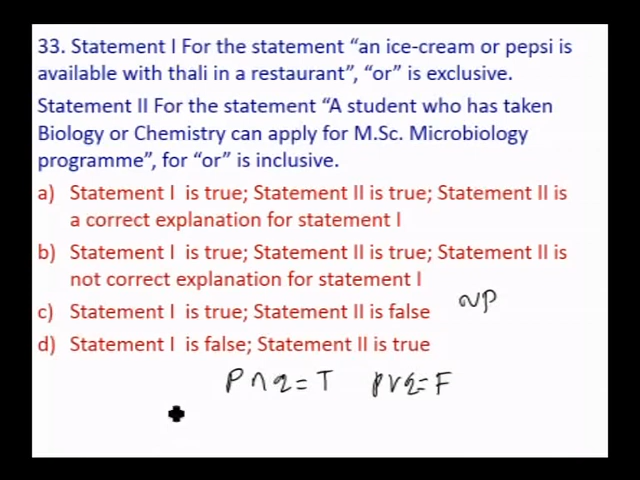 33. Statement I For the statement “an ice-cream or pepsi is
available with thali in a restaurant”, “or” is exclusive.
Statement II For the statement “A student who has taken
Biology or Chemistry can apply for M.Sc. Microbiology
programme”, for “or” is inclusive.
a) Statement I is true; Statement II is true; Statement II is
a correct explanation for statement I
b) Statement I is true; Statement II is true; Statement II is
not correct explanation for statement I
c) Statement I is true; Statement II is false ~p
d) Statement I is false; Statement II is true
P ∧ q = T p ∨ q = F